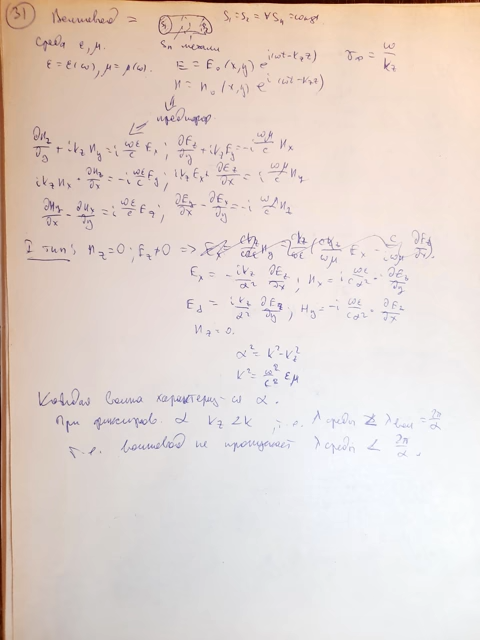 31 Волновод = S₁ = S₂ = ∀Sₙ = const
Sₙ
среда ε, μ.
ε = ε(ω), μ = μ(ω).
E = E₀(x,y) e^{i(ωt-k_z z)}
v_ф = ω/k_z
H = H₀(x,y) e^{i(ωt-k_z z)}
∂H_z/∂y + ik_z H_y = i ωε/c E_x ; ∂E_z/∂y + ik_z E_y = -i ωμ/c H_x
ik_z H_x + ∂H_z/∂x = -i ωε/c E_y ; ik_z E_x + ∂E_z/∂x = i ωμ/c H_y
∂H_y/∂x - ∂H_x/∂y = i ωε/c E_z ; ∂E_y/∂x - ∂E_x/∂y = -i ωμ/c H_z
I тип: H_z = 0 ; E_z ≠ 0 =>
E_x = -ik_z/α² ∂E_z/∂x ; H_x = i ωε/cα² · ∂E_z/∂y
E_y = ik_z/α² ∂E_z/∂y ; H_y = -i ωε/cα² · ∂E_z/∂x
H_z = 0.
α² = k² - k_z²
k² = ω²/c² εμ
Каждая волна характериз-ся α.
При фиксиров. α k_z < k, т.е. λ среды ≥ λ = 2π/α
т.е. волновод не пропускает λ среды < 2π/α.